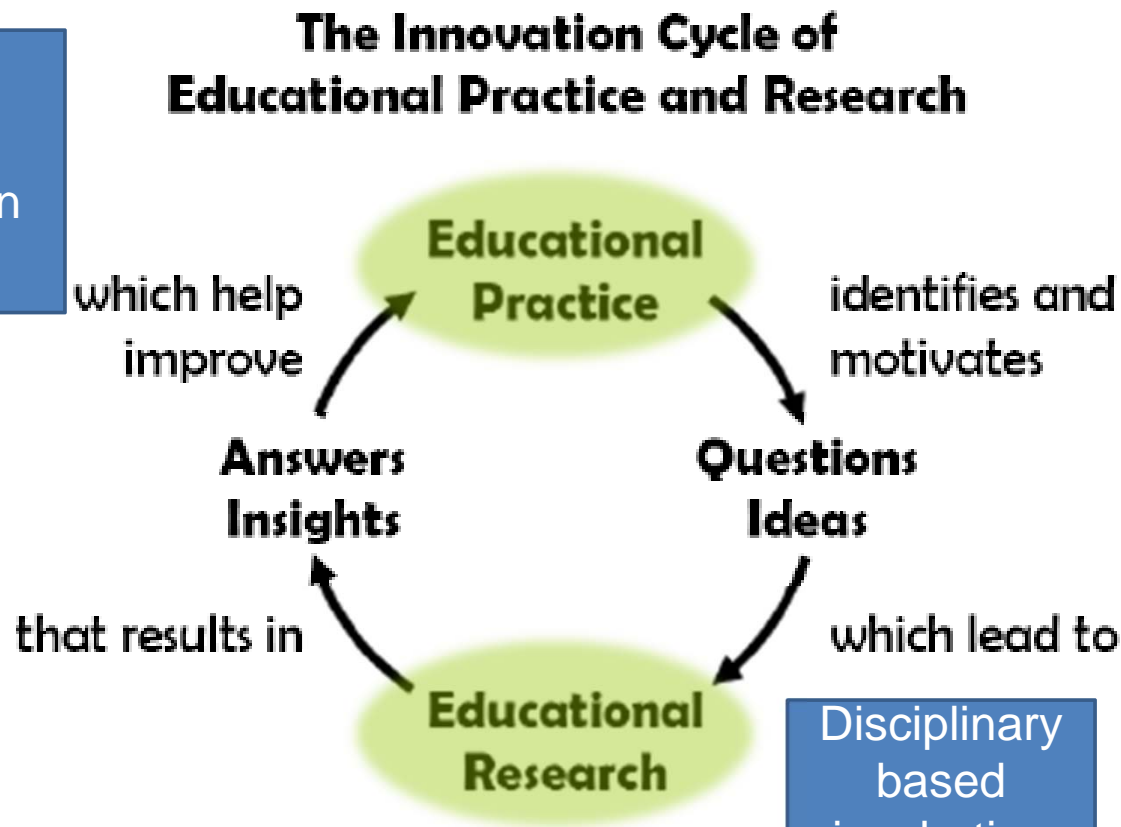 The Innovation Cycle of
Educational Practice and Research
Educational
Practice
identifies and
motivates
Questions
Ideas
which lead to
Educational
Research
that results in
Answers
Insights
which help
improve
Disciplinary
based